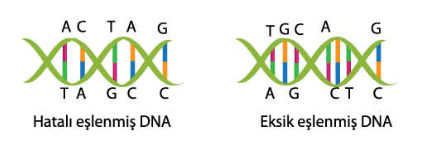 A C T A G
T G C A G
T A G C C
A G C T C
Hatalı eşlenmiş DNA
Eksik eşlenmiş DNA